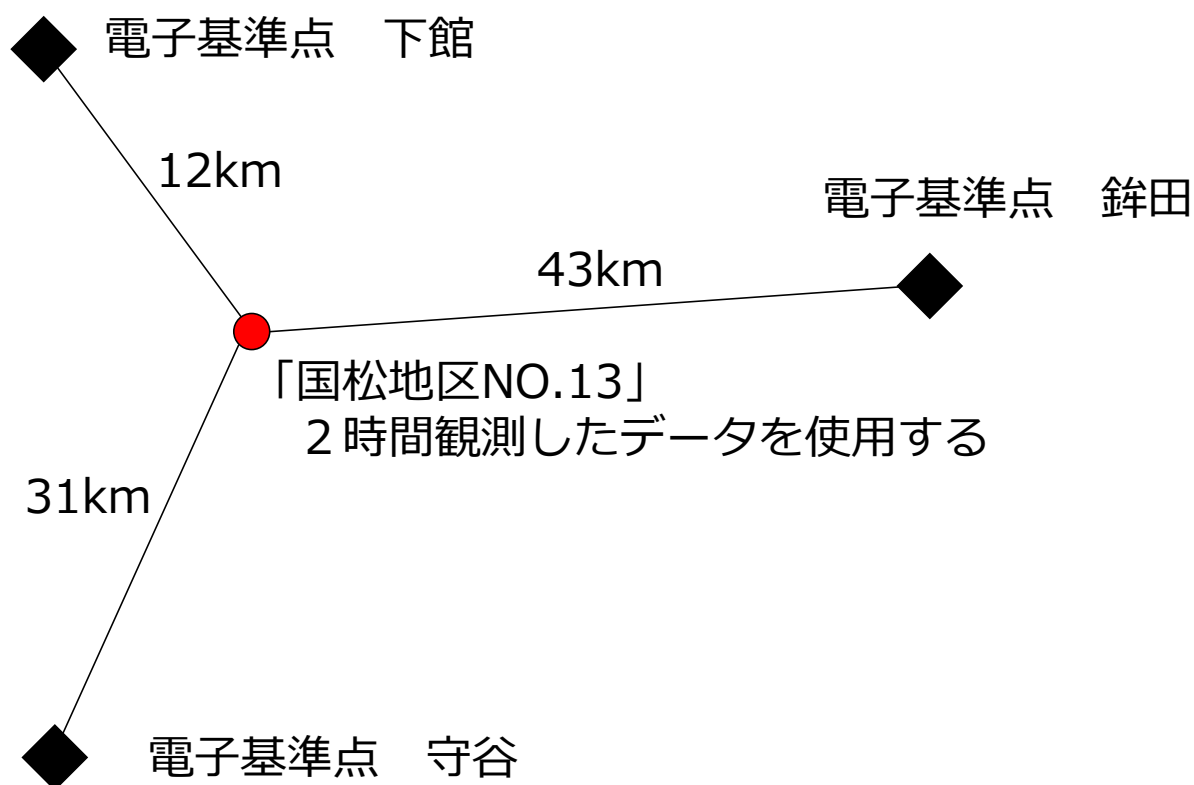 電子基準点　下館
12km
電子基準点　鉾田
43km
「国松地区NO.13」
２時間観測したデータを使用する
31km
電子基準点　守谷